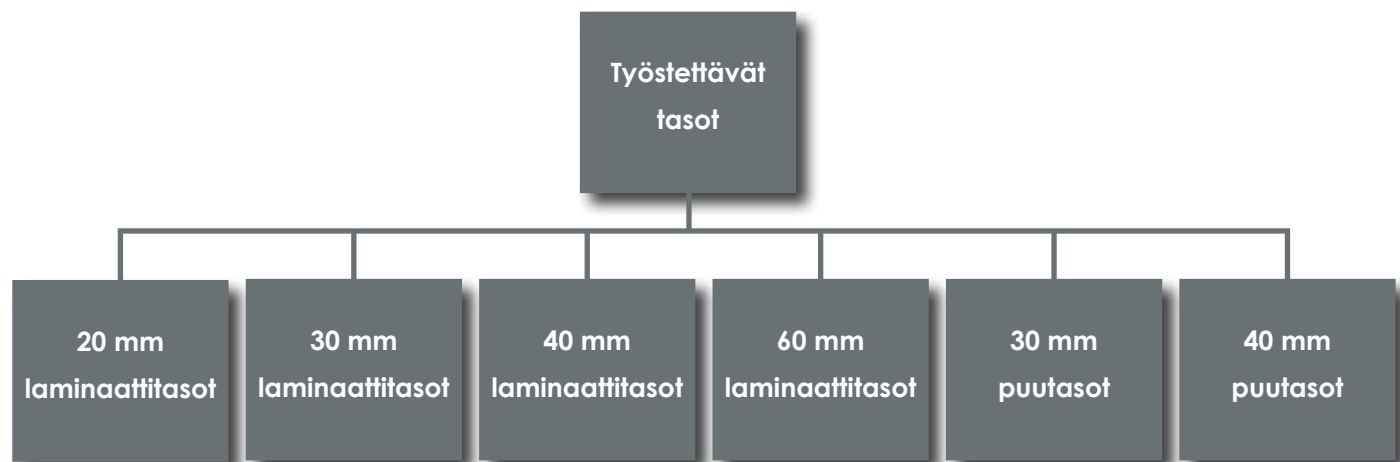 Työstettävät
tasot
20 mm
laminaattitasot
30 mm
laminaattitasot
40 mm
laminaattitasot
60 mm
laminaattitasot
30 mm
puutasot
40 mm
puutasot